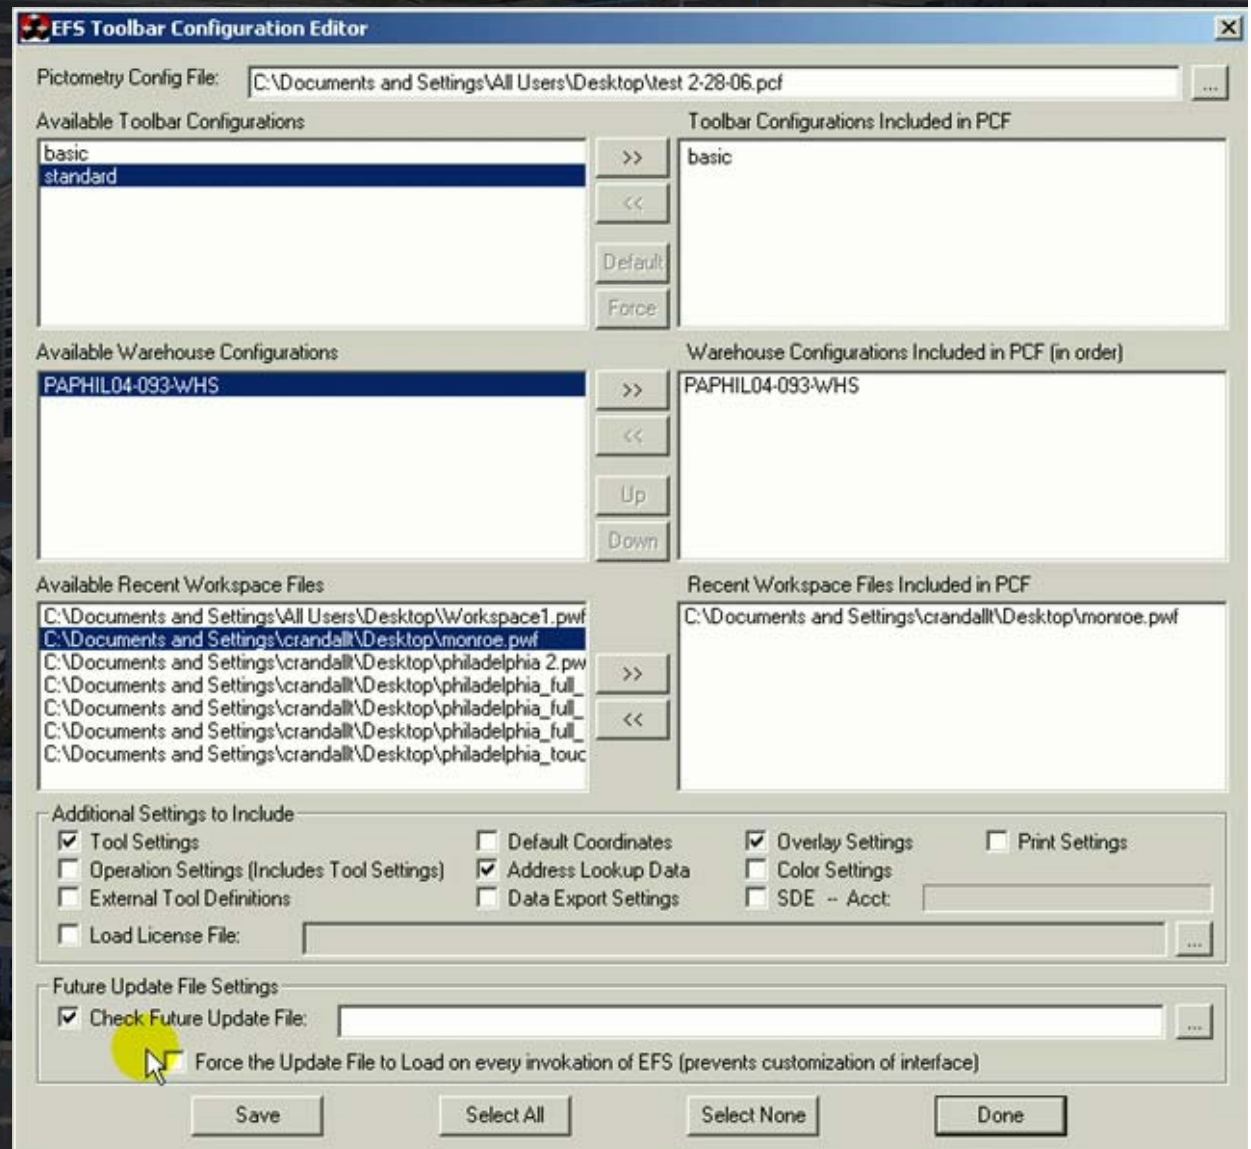 EFS Toolbar Configuration Editor
Pictometry Config File: C:\Documents and Settings\All Users\Desktop\test 2-28-06.pcf ...
Available Toolbar Configurations
Toolbar Configurations Included in PCF
basic
standard
>>
<<
Default
Force
basic
Available Warehouse Configurations
Warehouse Configurations Included in PCF (in order)
PAPHIL04-093-WHS
>>
<<
Up
Down
PAPHIL04-093-WHS
Available Recent Workspace Files
Recent Workspace Files Included in PCF
C:\Documents and Settings\All Users\Desktop\Workspace1.pwf
C:\Documents and Settings\crandallt\Desktop\monroe.pwf
C:\Documents and Settings\crandallt\Desktop\philadelphia 2.pw
C:\Documents and Settings\crandallt\Desktop\philadelphia_full_
C:\Documents and Settings\crandallt\Desktop\philadelphia_full_
C:\Documents and Settings\crandallt\Desktop\philadelphia_full_
C:\Documents and Settings\crandallt\Desktop\philadelphia_touc
>>
<<
C:\Documents and Settings\crandallt\Desktop\monroe.pwf
Additional Settings to Include
Tool Settings Default Coordinates Overlay Settings Print Settings
Operation Settings (Includes Tool Settings) Address Lookup Data Color Settings
External Tool Definitions Data Export Settings SDE -- Acct:
Load License File: ...
Future Update File Settings
Check Future Update File: ...
Force the Update File to Load on every invokation of EFS (prevents customization of interface)
Save Select All Select None Done